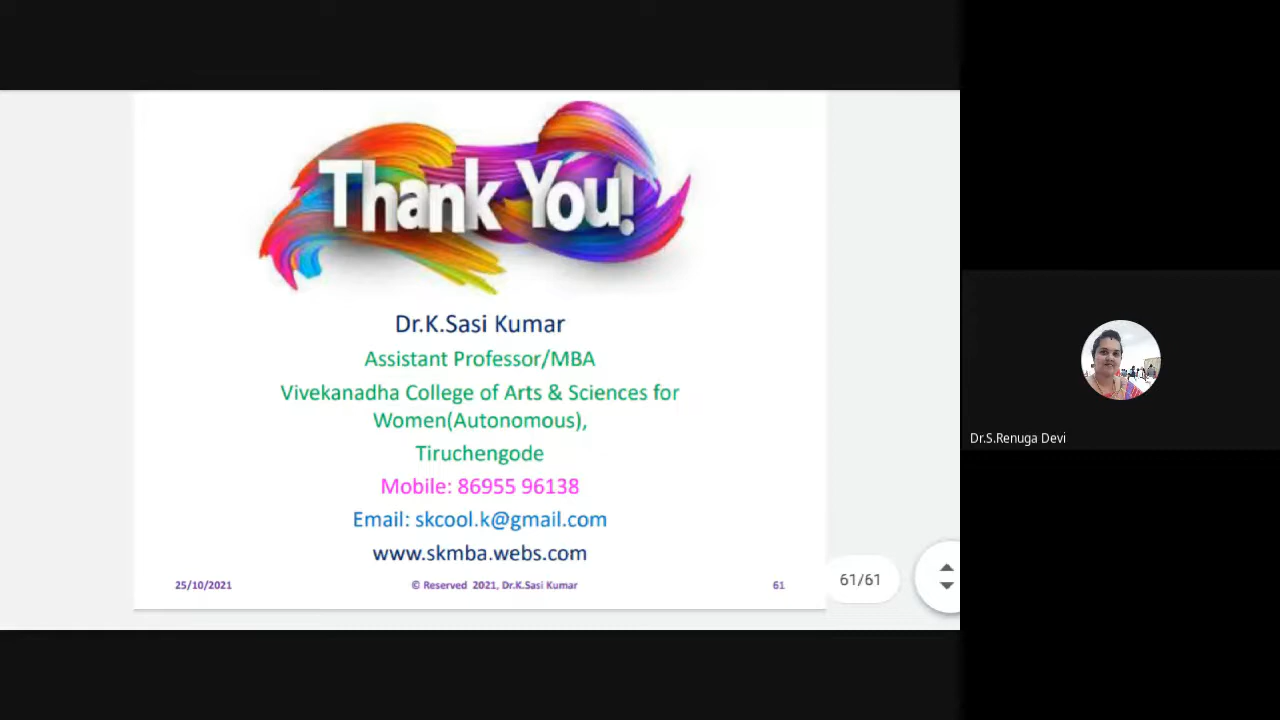 Thank You!
Dr.K.Sasi Kumar
Assistant Professor/MBA
Vivekanadha College of Arts & Sciences for
Women(Autonomous),
Tiruchengode
Mobile: 86955 96138
Email: skcool.k@gmail.com
www.skmba.webs.com
25/10/2021
© Reserved 2021, Dr.K.Sasi Kumar
61
61/61
Dr.S.Renuga Devi